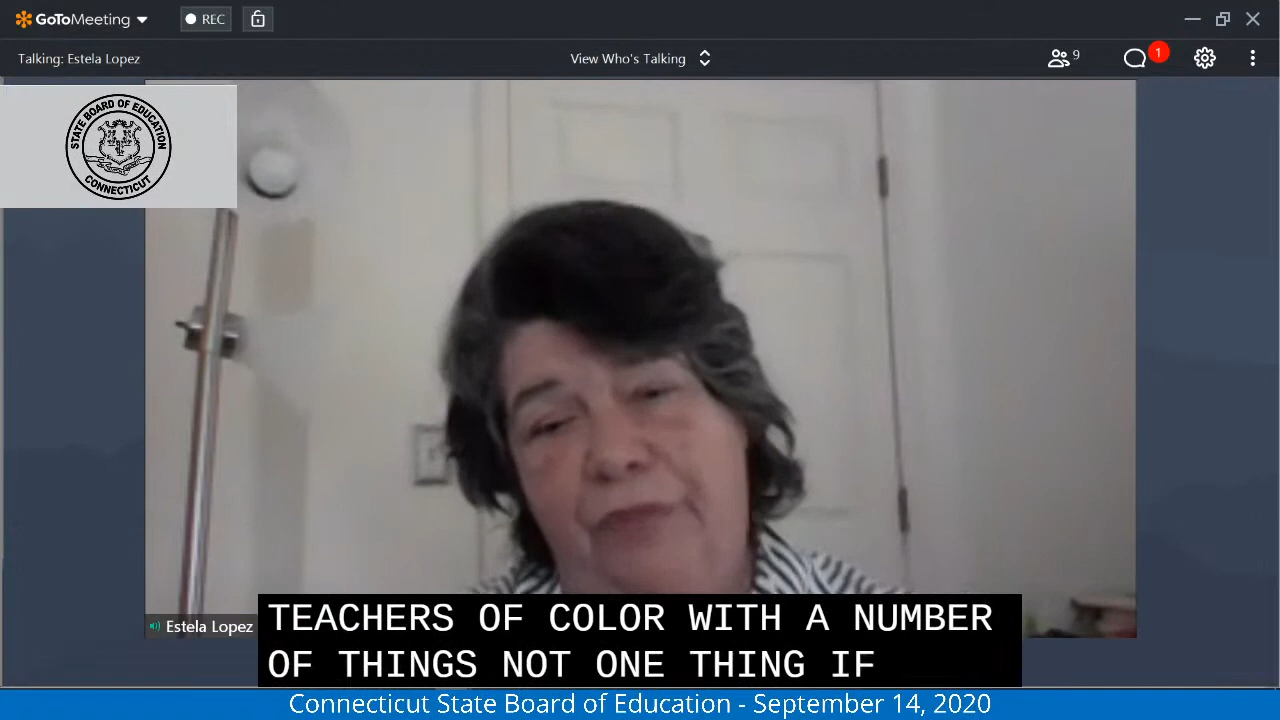 GoToMeeting
REC
Talking: Estela Lopez
View Who's Talking
9
1
STATE BOARD OF EDUCATION
CONNECTICUT
Estela Lopez
TEACHERS OF COLOR WITH A NUMBER
OF THINGS NOT ONE THING IF
Connecticut State Board of Education - September 14, 2020